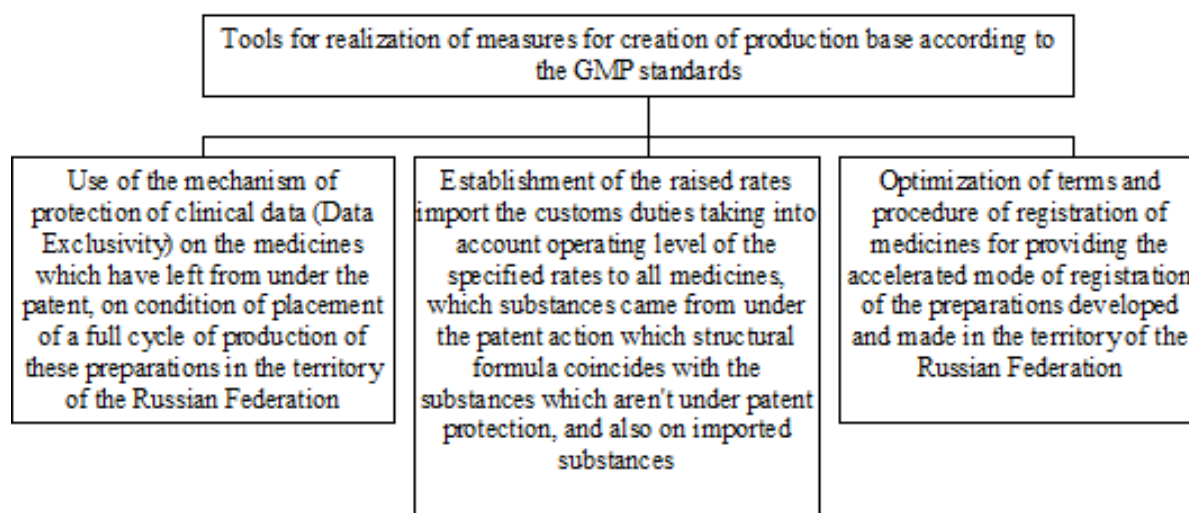 Tools for realization of measures for creation of production base according to
the GMP standards
Use of the mechanism of
protection of clinical data (Data
Exclusivity) on the medicines
which have left from under the
patent, on condition of placement
of a full cycle of production of
these preparations in the territory
of the Russian Federation
Establishment of the raised rates
import the customs duties taking into
account operating level of the
specified rates to all medicines,
which substances came from under
the patent action which structural
formula coincides with the
substances which aren't under patent
protection, and also on imported
substances
Optimization of terms and
procedure of registration of
medicines for providing the
accelerated mode of registration
of the preparations developed
and made in the territory of the
Russian Federation